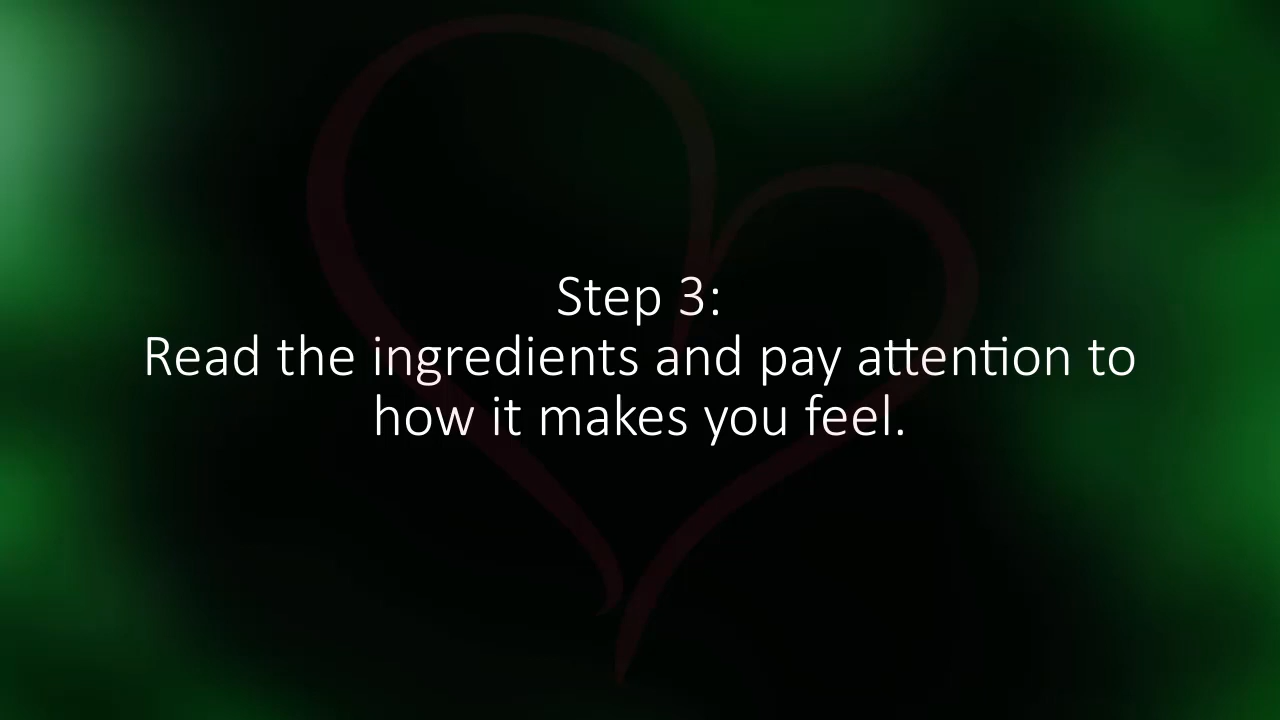 Step 3:
Read the ingredients and pay attention to
how it makes you feel.